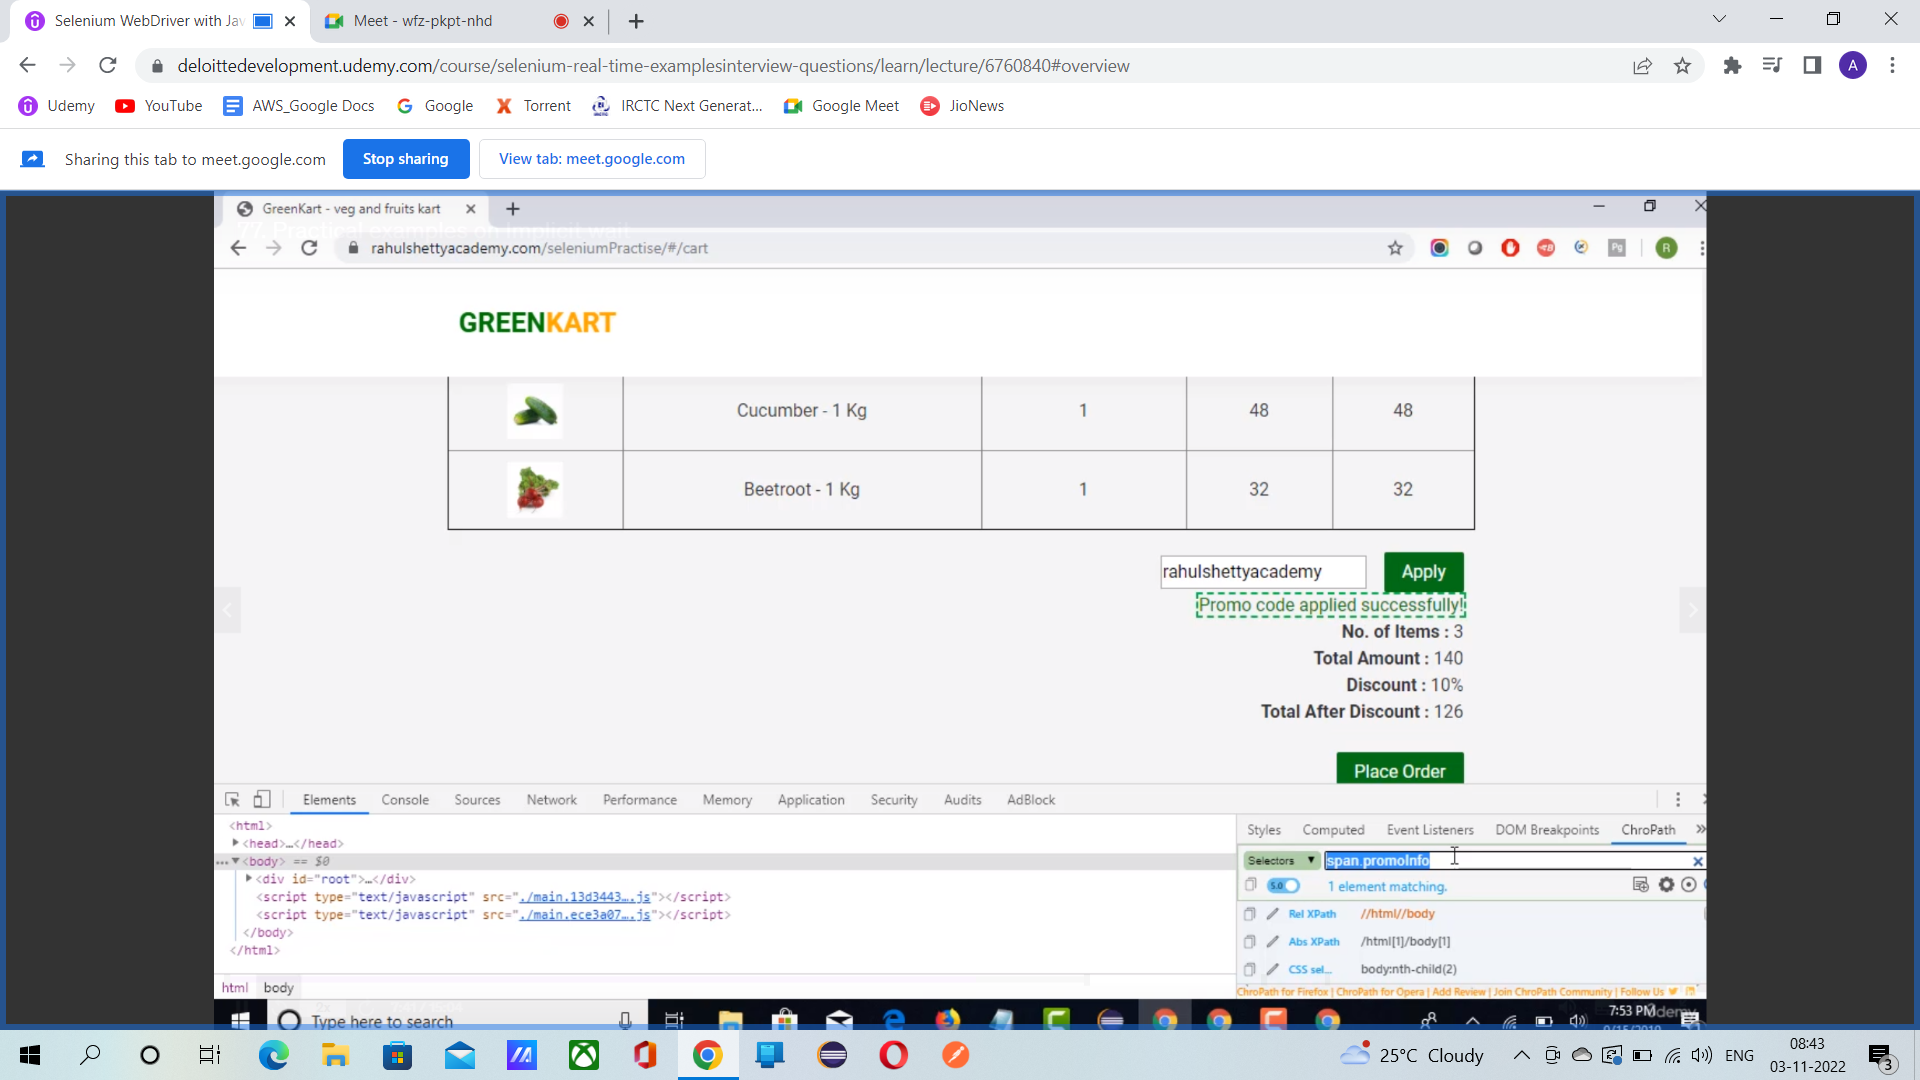 Selenium WebDriver with Jav
Meet - wfz-pkpt-nhd
deloittedevelopment.udemy.com/course/selenium-real-time-examplesinterview-questions/learn/lecture/6760840#overview
A
Udemy YouTube AWS_Google Docs Google Torrent IRCTC Next Generat... Google Meet JioNews
Sharing this tab to meet.google.com Stop sharing View tab: meet.google.com
GreenKart - veg and fruits kart
77. Practical examples on Implicit wait
rahulshettyacademy.com/seleniumPractise/#/cart
R
GREENKART
Cucumber - 1 Kg 1 48 48
Beetroot - 1 Kg 1 32 32
rahulshettyacademy Apply
Promo code applied successfully!
No. of Items : 3
Total Amount : 140
Discount : 10%
Total After Discount : 126
Place Order
Elements Console Sources Network Performance Memory Application Security Audits AdBlock
<html>
<head>…</head>
<body> == $0
<div id="root">…</div>
<script type="text/javascript" src="./main.13d3443….js"></script>
<script type="text/javascript" src="./main.ece3a07….js"></script>
</body>
</html>
html body
Styles Computed Event Listeners DOM Breakpoints ChroPath »
Selectors span.promoInfo
5.0 1 element matching.
Rel XPath //html//body
Abs XPath /html[1]/body[1]
CSS sel... body:nth-child(2)
ChroPath for Firefox | ChroPath for Opera | Add Review | Join ChroPath Community | Follow Us
Type here to search
7:53 PM
25°C Cloudy ENG
08:43
03-11-2022
3